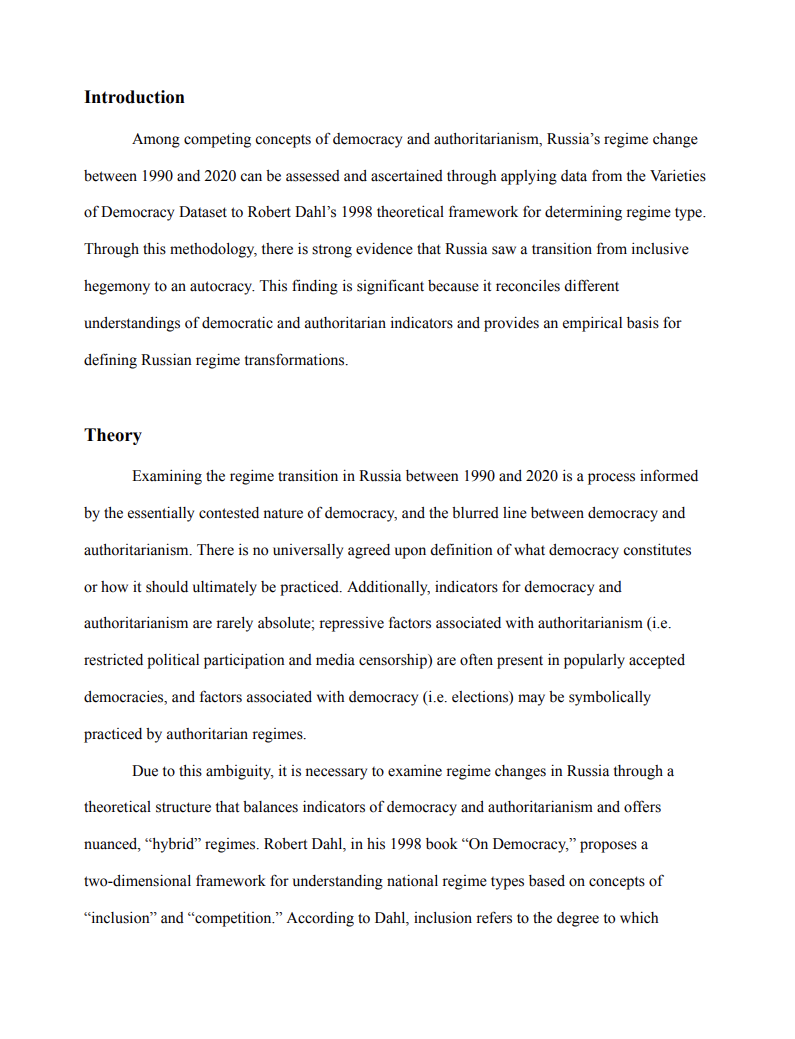 Introduction
Among competing concepts of democracy and authoritarianism, Russia’s regime change
between 1990 and 2020 can be assessed and ascertained through applying data from the Varieties
of Democracy Dataset to Robert Dahl’s 1998 theoretical framework for determining regime type.
Through this methodology, there is strong evidence that Russia saw a transition from inclusive
hegemony to an autocracy. This finding is significant because it reconciles different
understandings of democratic and authoritarian indicators and provides an empirical basis for
defining Russian regime transformations.
Theory
Examining the regime transition in Russia between 1990 and 2020 is a process informed
by the essentially contested nature of democracy, and the blurred line between democracy and
authoritarianism. There is no universally agreed upon definition of what democracy constitutes
or how it should ultimately be practiced. Additionally, indicators for democracy and
authoritarianism are rarely absolute; repressive factors associated with authoritarianism (i.e.
restricted political participation and media censorship) are often present in popularly accepted
democracies, and factors associated with democracy (i.e. elections) may be symbolically
practiced by authoritarian regimes.
Due to this ambiguity, it is necessary to examine regime changes in Russia through a
theoretical structure that balances indicators of democracy and authoritarianism and offers
nuanced, “hybrid” regimes. Robert Dahl, in his 1998 book “On Democracy,” proposes a
two-dimensional framework for understanding national regime types based on concepts of
“inclusion” and “competition.” According to Dahl, inclusion refers to the degree to which